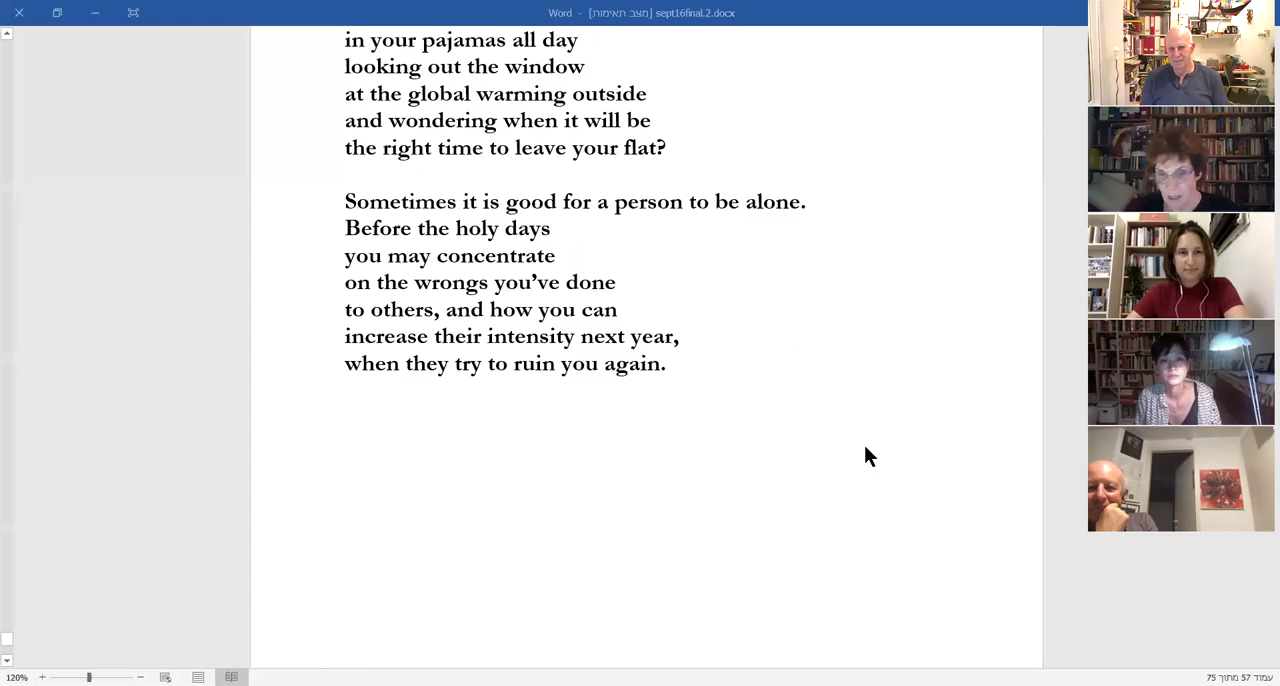 Word - [מצב תאימות] sept16final.2.docx
in your pajamas all day
looking out the window
at the global warming outside
and wondering when it will be
the right time to leave your flat?
Sometimes it is good for a person to be alone.
Before the holy days
you may concentrate
on the wrongs you’ve done
to others, and how you can
increase their intensity next year,
when they try to ruin you again.
120%
עמוד 57 מתוך 75